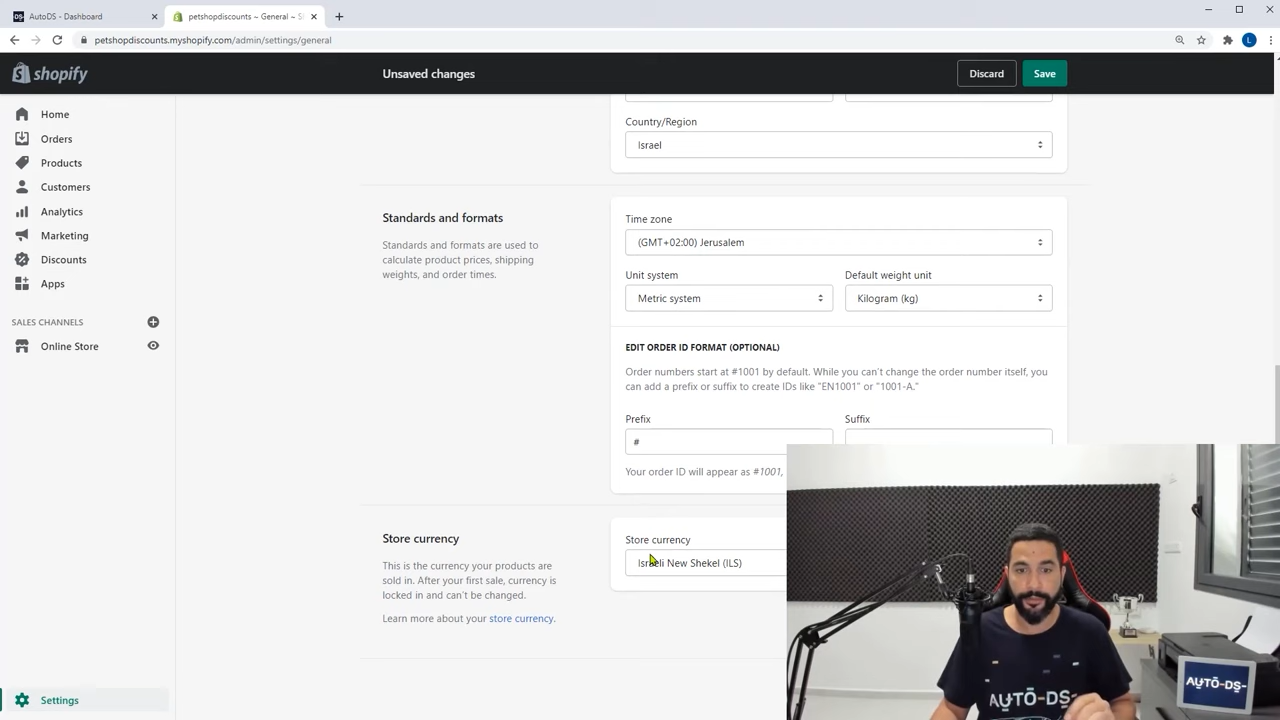 AutoDS - Dashboard
petshopdiscounts ~ General ~ S
petshopdiscounts.myshopify.com/admin/settings/general
L
shopify
Unsaved changes
Discard
Save
Home
Orders
Products
Customers
Analytics
Marketing
Discounts
Apps
SALES CHANNELS
Online Store
Settings
Country/Region
Israel
Standards and formats
Standards and formats are used to
calculate product prices, shipping
weights, and order times.
Time zone
(GMT+02:00) Jerusalem
Unit system
Default weight unit
Metric system
Kilogram (kg)
EDIT ORDER ID FORMAT (OPTIONAL)
Order numbers start at #1001 by default. While you can't change the order number itself, you
can add a prefix or suffix to create IDs like "EN1001" or "1001-A."
Prefix
Suffix
#
Your order ID will appear as #1001,
Store currency
This is the currency your products are
sold in. After your first sale, currency is
locked in and can't be changed.
Learn more about your store currency.
Store currency
Israeli New Shekel (ILS)
AUTO-DS-
AUTO-DS-